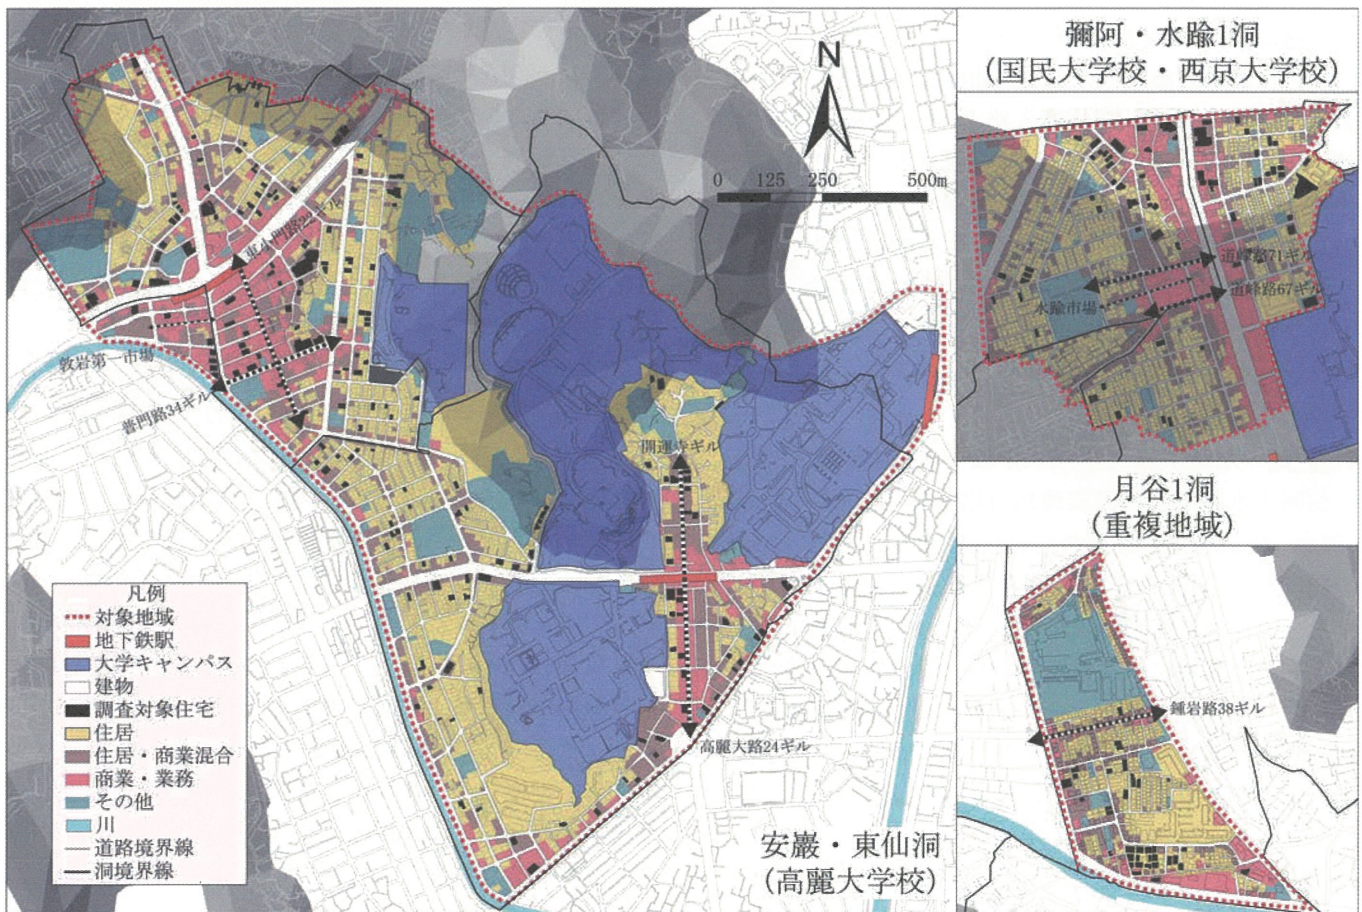 彌阿・水踰1洞
(国民大学校・西京大学校)
N
0 125 250 500m
道峰路71ギル
道峰路67ギル
水踰市場
敦岩第一市場
普門路34ギル
開運寺ギル
月谷1洞
(重複地域)
鍾岩路38ギル
高麗大路24ギル
安巖・東仙洞
(高麗大学校)
凡例
対象地域
地下鉄駅
大学キャンパス
建物
調査対象住宅
住居
住居・商業混合
商業・業務
その他
川
道路境界線
洞境界線